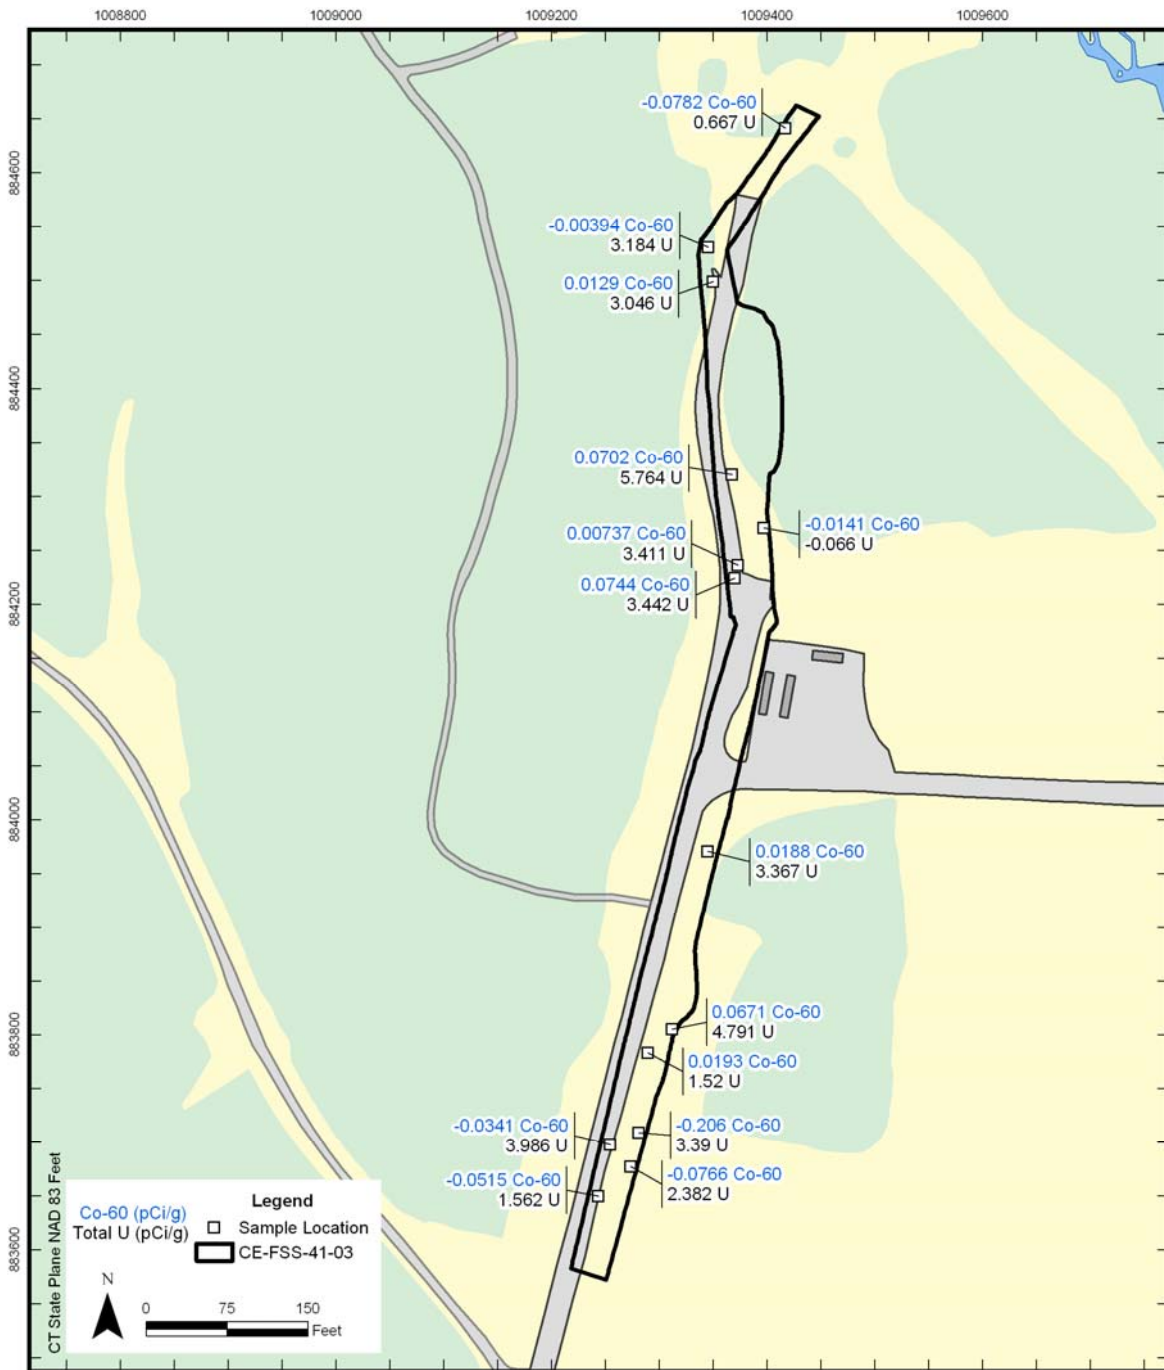 1008800
1009000
1009200
1009400
1009600
884600
884400
884200
884000
883800
883600
-0.0782 Co-60
0.667 U
-0.00394 Co-60
3.184 U
0.0129 Co-60
3.046 U
0.0702 Co-60
5.764 U
-0.0141 Co-60
-0.066 U
0.00737 Co-60
3.411 U
0.0744 Co-60
3.442 U
0.0188 Co-60
3.367 U
0.0671 Co-60
4.791 U
0.0193 Co-60
1.52 U
-0.0341 Co-60
3.986 U
-0.206 Co-60
3.39 U
-0.0515 Co-60
1.562 U
-0.0766 Co-60
2.382 U
CT State Plane NAD 83 Feet
Legend
Co-60 (pCi/g)
Total U (pCi/g)
Sample Location
CE-FSS-41-03
N
0 75 150
Feet